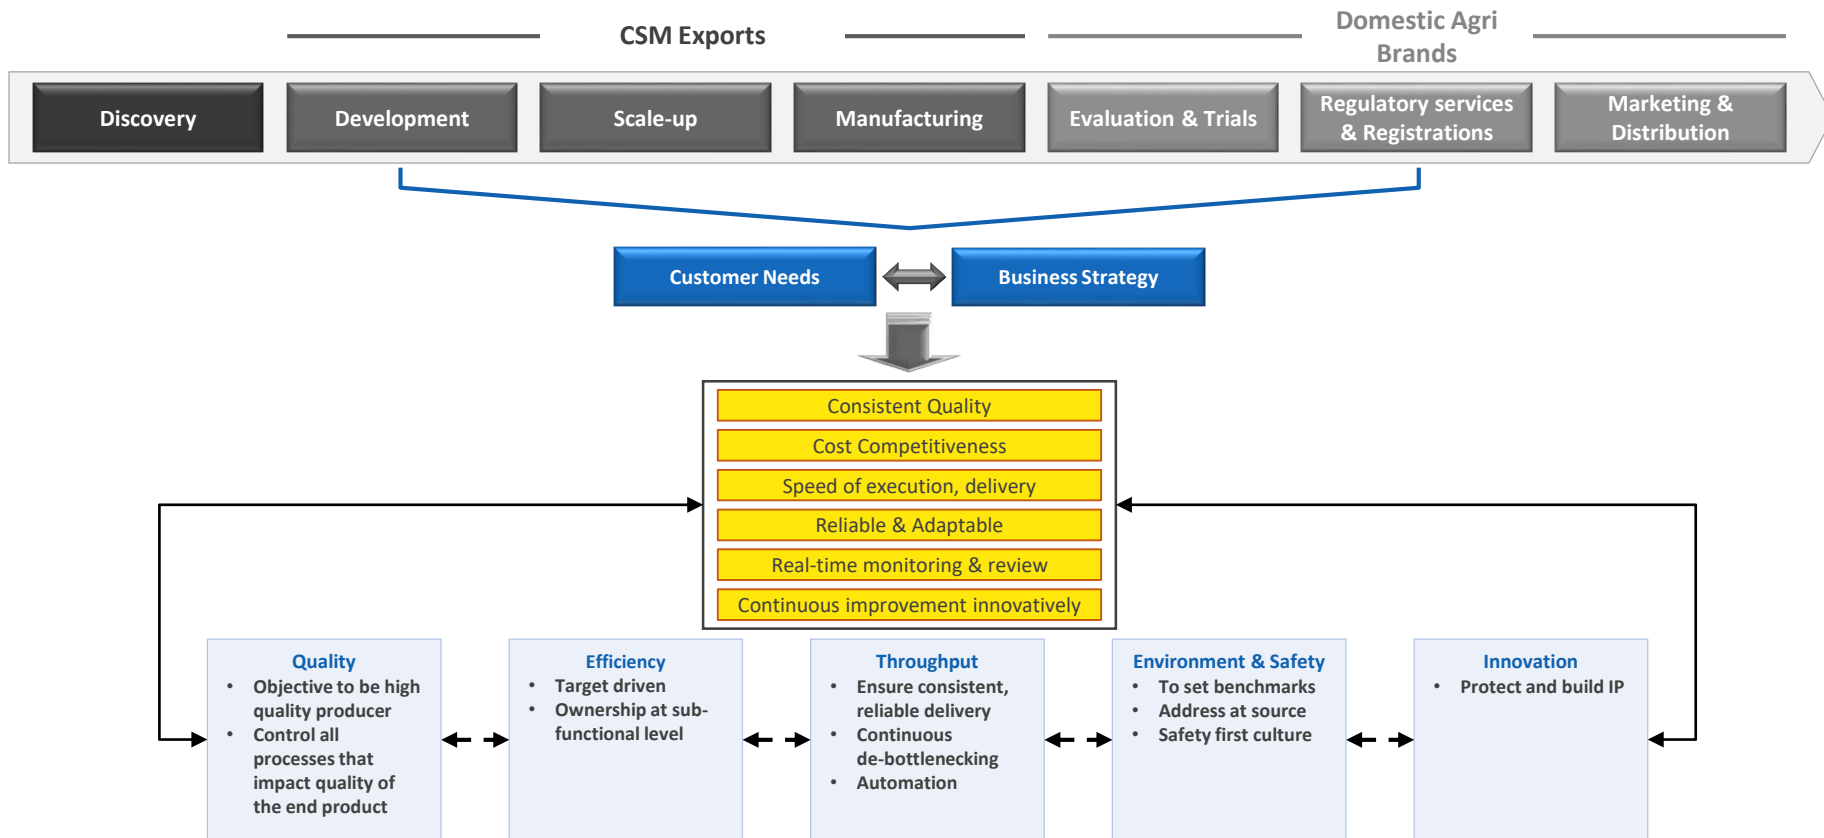 CSM Exports
Domestic Agri
Brands
Discovery
Development
Scale-up
Manufacturing
Evaluation & Trials
Regulatory services
& Registrations
Marketing &
Distribution
Customer Needs
Business Strategy
Consistent Quality
Cost Competitiveness
Speed of execution, delivery
Reliable & Adaptable
Real-time monitoring & review
Continuous improvement innovatively
Quality
• Objective to be high
quality producer
• Control all
processes that
impact quality of
the end product
Efficiency
• Target driven
• Ownership at sub-
functional level
Throughput
• Ensure consistent,
reliable delivery
• Continuous
de-bottlenecking
• Automation
Environment & Safety
• To set benchmarks
• Address at source
• Safety first culture
Innovation
• Protect and build IP